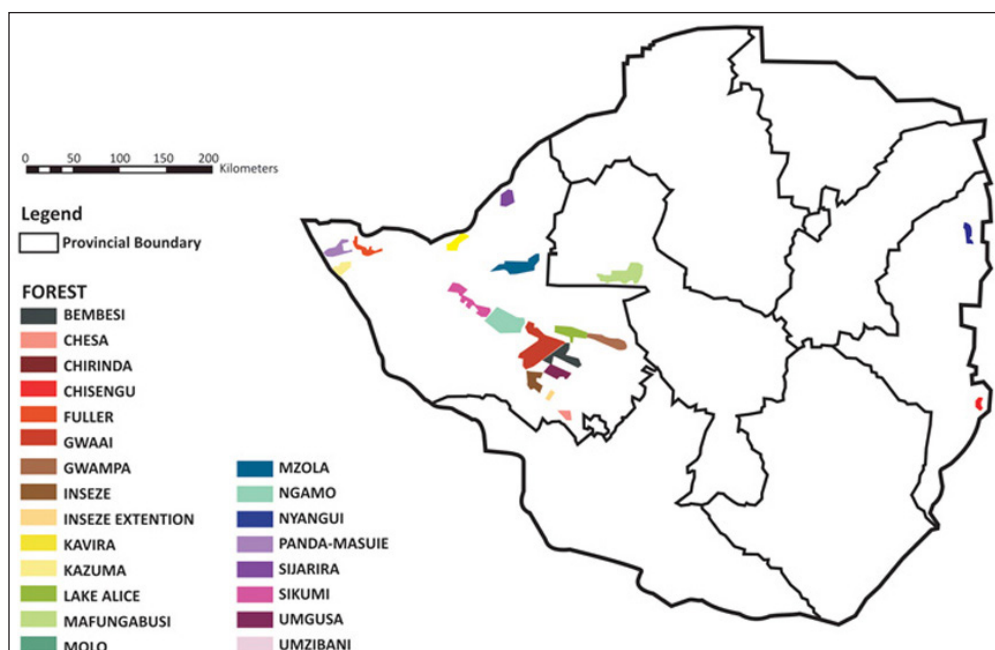 0 50 100 150 200
Kilometers
Legend
Provincial Boundary
FOREST
BEMBESI
CHESA
CHIRINDA
CHISENGU
FULLER
GWAAI
GWAMPA
INSEZE
INSEZE EXTENTION
KAVIRA
KAZUMA
LAKE ALICE
MAFUNGABUSI
MOLO
MZOLA
NGAMO
NYANGUI
PANDA-MASUIE
SIJARIRA
SIKUMI
UMGUSA
UMZIBANI